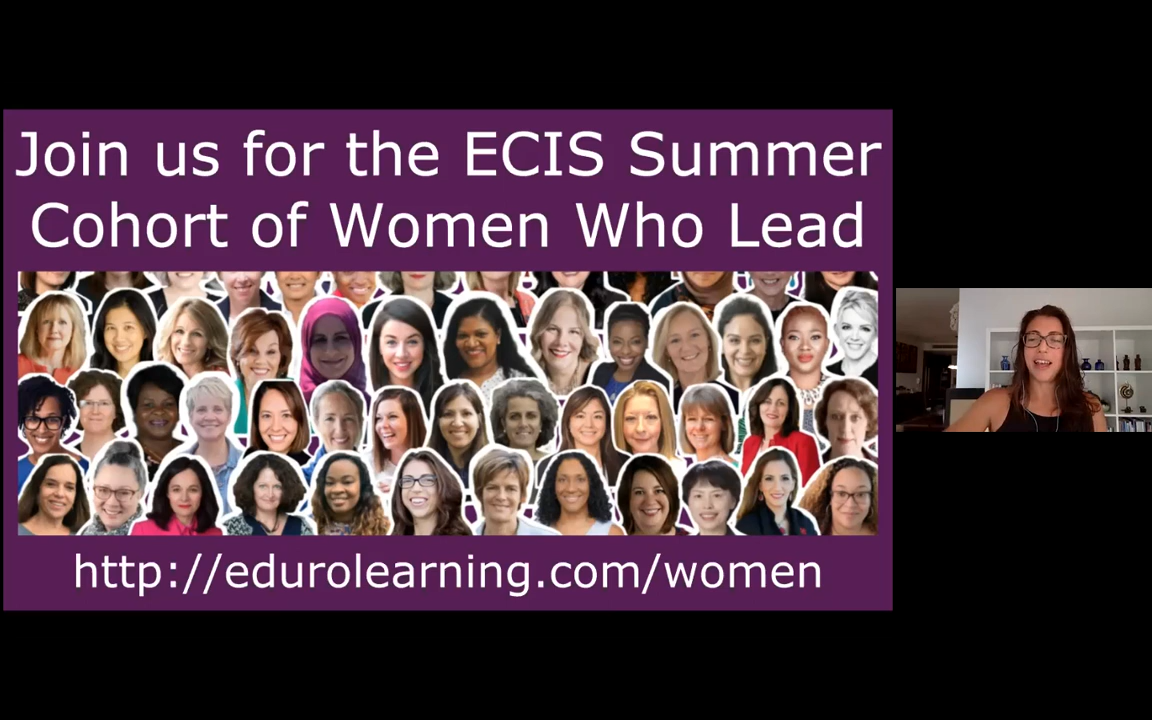 Join us for the ECIS Summer
Cohort of Women Who Lead
http://edurolearning.com/women